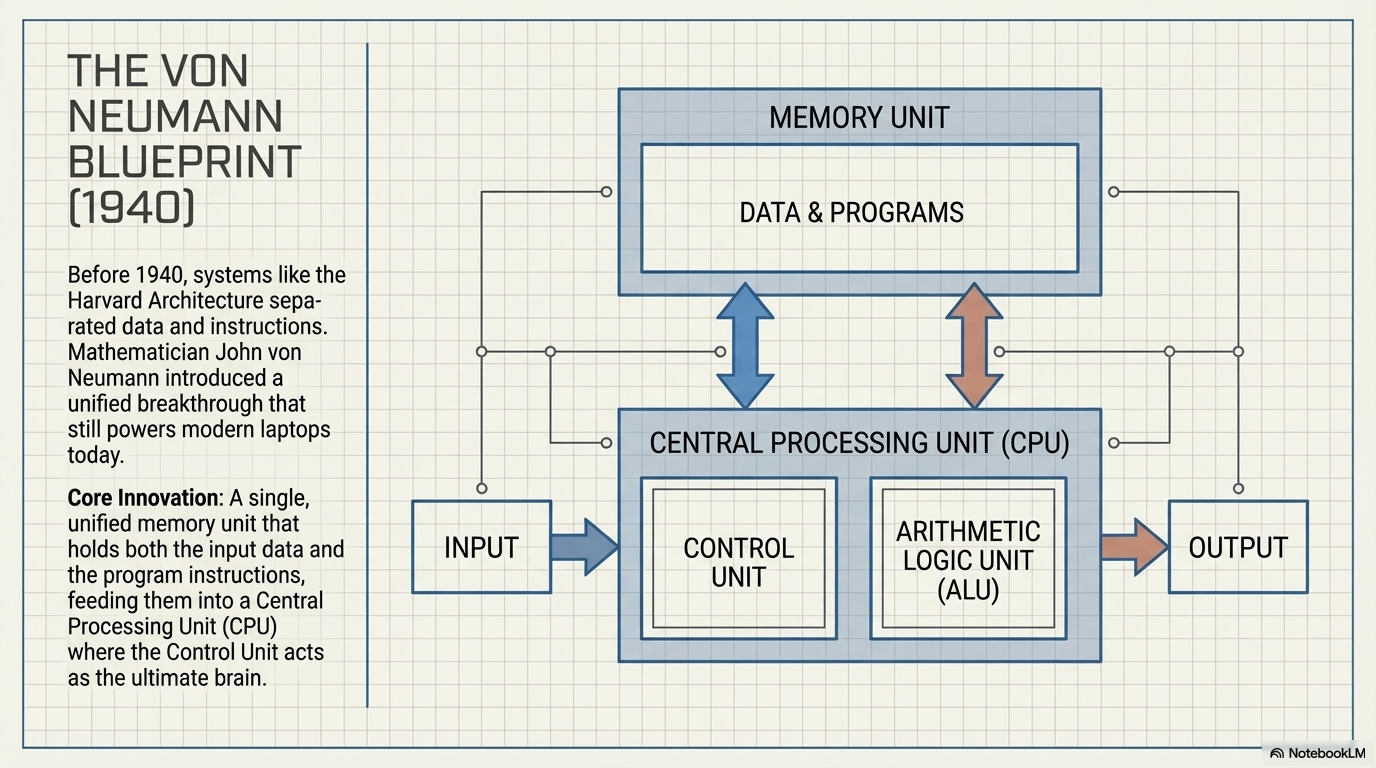 THE VON
NEUMANN
BLUEPRINT
(1940)
Before 1940, systems like the
Harvard Architecture sepa-
rated data and instructions.
Mathematician John von
Neumann introduced a
unified breakthrough that
still powers modern laptops
today.
Core Innovation: A single,
unified memory unit that
holds both the input data and
the program instructions,
feeding them into a Central
Processing Unit (CPU)
where the Control Unit acts
as the ultimate brain.
MEMORY UNIT
DATA & PROGRAMS
CENTRAL PROCESSING UNIT (CPU)
INPUT
CONTROL
UNIT
ARITHMETIC
LOGIC UNIT
(ALU)
OUTPUT
NotebookLM